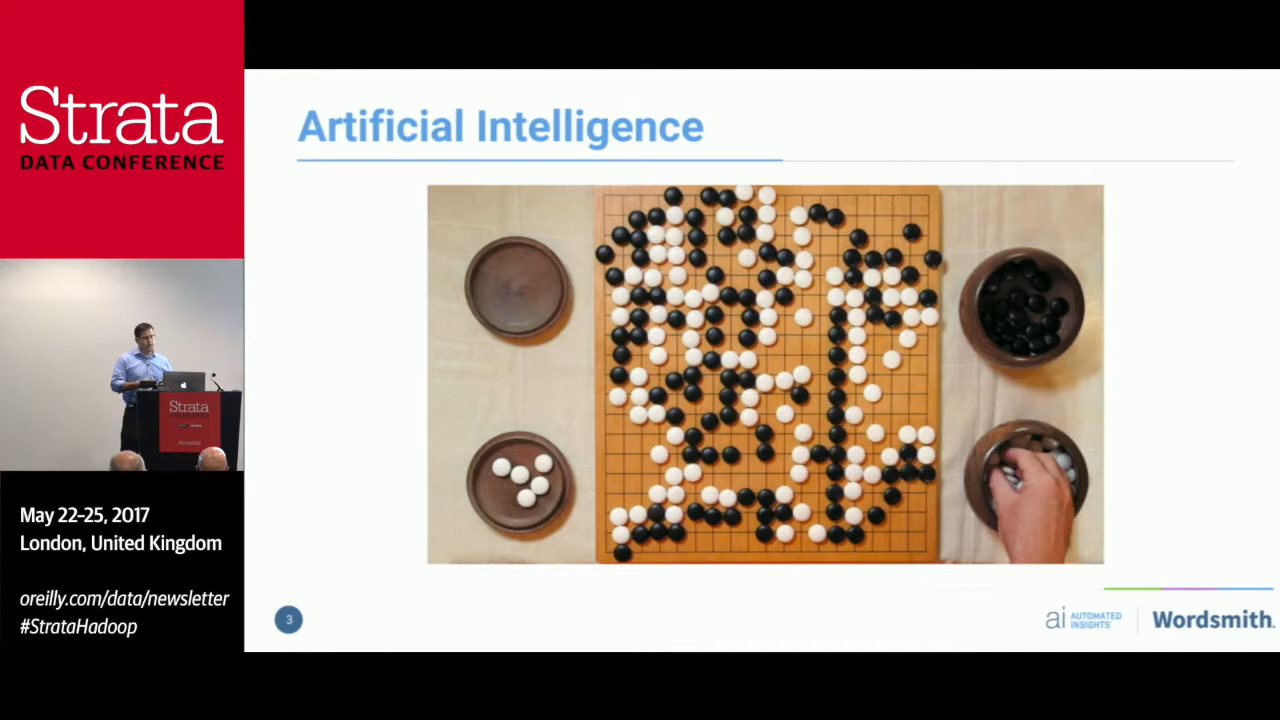 Strata
DATA CONFERENCE
Strata
May 22-25, 2017
London, United Kingdom
oreilly.com/data/newsletter
#StrataHadoop
Artificial Intelligence
3
ai AUTOMATED
INSIGHTS
Wordsmith